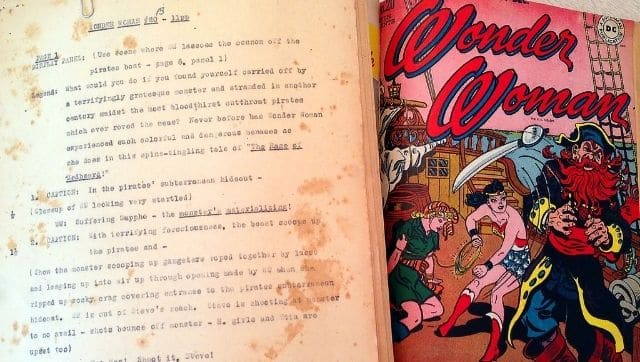 WONDER WOMAN #20 - 11PP
13
PAGE 1
DISPLAY PANEL: (Use scene where WW lassoes the cannon off the
pirates boat - page 6, panel 1)
Legend: What would you do if you found yourself carried off by
a terrifyingly grotesque monster and stranded in another
century amidst the most bloodthirst cutthroat pirates
which ever roved the seas? Never before has Wonder Woman
experienced such colorful and dangerous menaces as
she does in this spine-tingling tale of "The Rage of
Redbeard!"
1. CAPTION: In the pirates' subterranean hideout -
(Closeup of WW looking very startled)
WW: Suffering Sappho - the monster's materializing!
2. CAPTION: With terrifying ferociousness, the beast scoops up
the pirates and -
(Show the monster scooping up gangsters roped together by lasso
and leaping up into air up through opening made by WW when she
ripped up rocky crag covering entrance to the pirates subterranean
hideout. WW is out of Steve's reach. Steve is shooting at monster
to no avail - shots bounce off monster - H. girls and Etta are
upset too)
Shoot it, Steve!
DEC.
CENTS
Wonder
Woman
DC